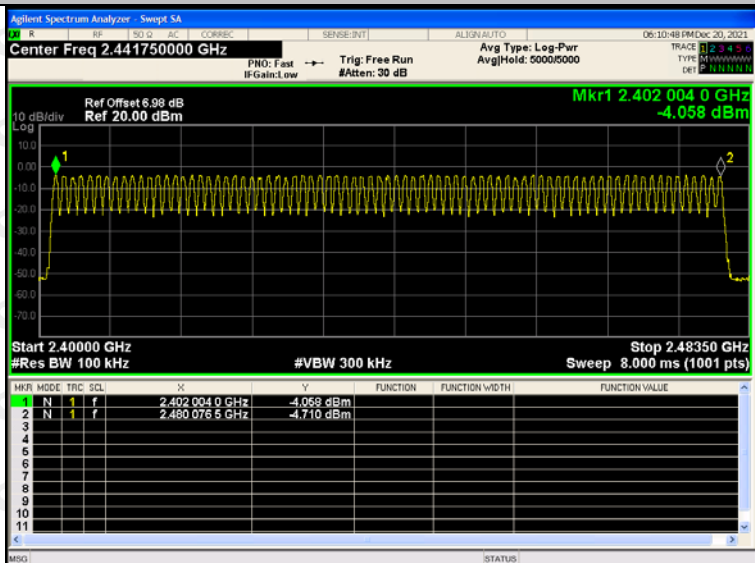 Agilent Spectrum Analyzer - Swept SA
LXI R RF 50 Ω AC CORREC SENSE:INT ALIGN AUTO 06:10:48 PM Dec 20, 2021
Center Freq 2.441750000 GHz
PNO: Fast
IFGain:Low
Trig: Free Run
#Atten: 30 dB
Avg Type: Log-Pwr
Avg|Hold: 5000/5000
TRACE 1 2 3 4 5 6
TYPE M
DET P N N N N N
Mkr1 2.402 004 0 GHz
-4.058 dBm
Ref Offset 6.98 dB
10 dB/div Ref 20.00 dBm
Log
10.0
0.00
-10.0
-20.0
-30.0
-40.0
-50.0
-60.0
-70.0
1
2
Start 2.40000 GHz Stop 2.48350 GHz
#Res BW 100 kHz #VBW 300 kHz Sweep 8.000 ms (1001 pts)
MKR MODE TRC SCL X Y FUNCTION FUNCTION WIDTH FUNCTION VALUE
1 N 1 f 2.402 004 0 GHz -4.058 dBm
2 N 1 f 2.480 076 5 GHz -4.710 dBm
3
4
5
6
7
8
9
10
11
MSG STATUS